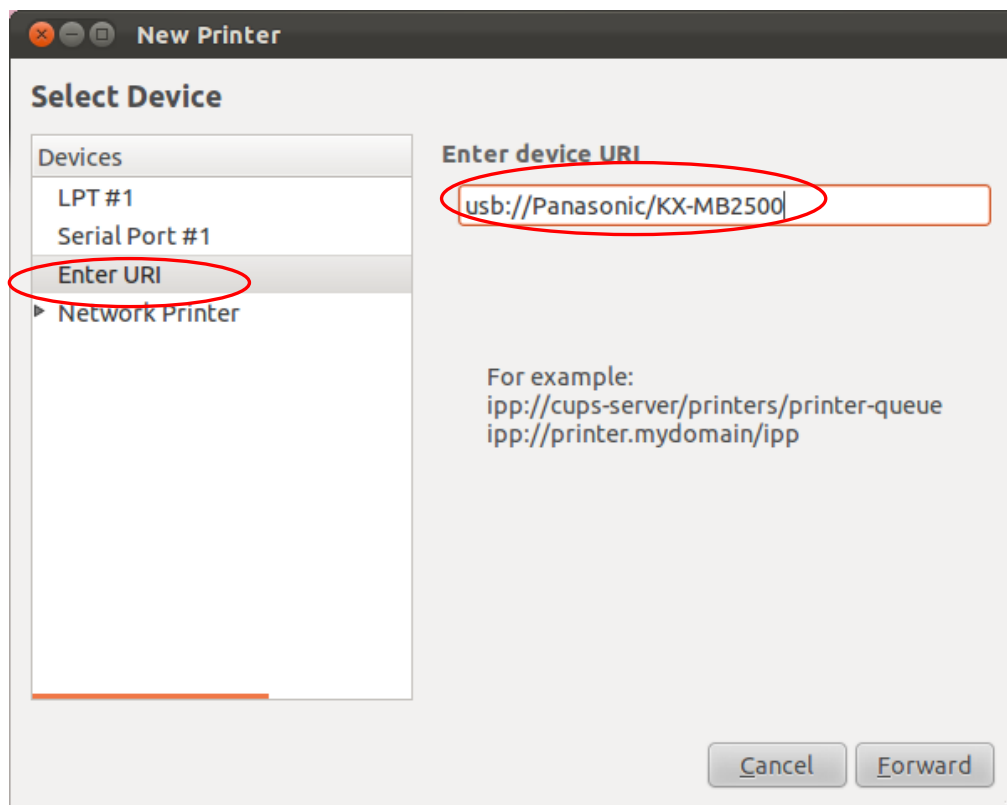 New Printer
Select Device
Devices
LPT #1
Serial Port #1
Enter URI
Network Printer
Enter device URI
usb://Panasonic/KX-MB2500
For example:
ipp://cups-server/printers/printer-queue
ipp://printer.mydomain/ipp
Cancel
Forward